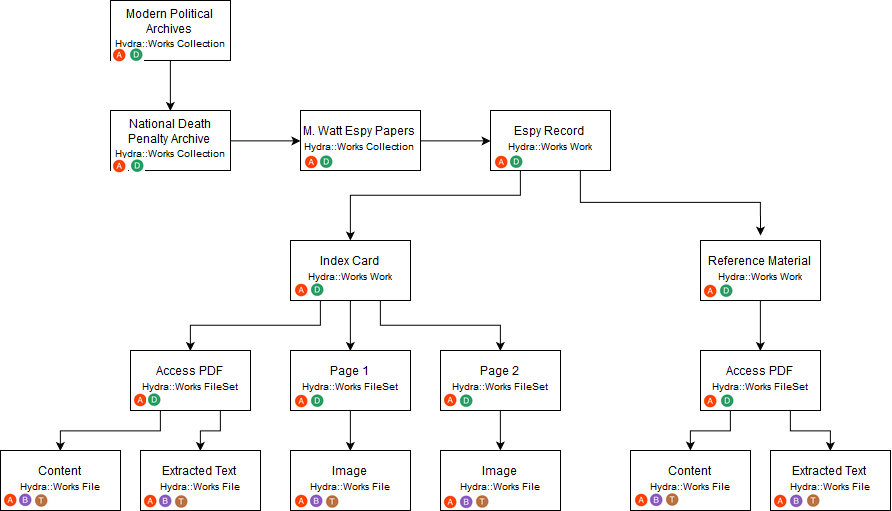 Modern Political
Archives
Hydra::Works Collection
A D
National Death
Penalty Archive
Hydra::Works Collection
A D
M. Watt Espy Papers
Hydra::Works Collection
A D
Espy Record
Hydra::Works Work
A D
Index Card
Hydra::Works Work
A D
Reference Material
Hydra::Works Work
A D
Access PDF
Hydra::Works FileSet
A D
Page 1
Hydra::Works FileSet
A D
Page 2
Hydra::Works FileSet
A D
Access PDF
Hydra::Works FileSet
A D
Content
Hydra::Works File
A B T
Extracted Text
Hydra::Works File
A B T
Image
Hydra::Works File
A B T
Image
Hydra::Works File
A B T
Content
Hydra::Works File
A B T
Extracted Text
Hydra::Works File
A B T